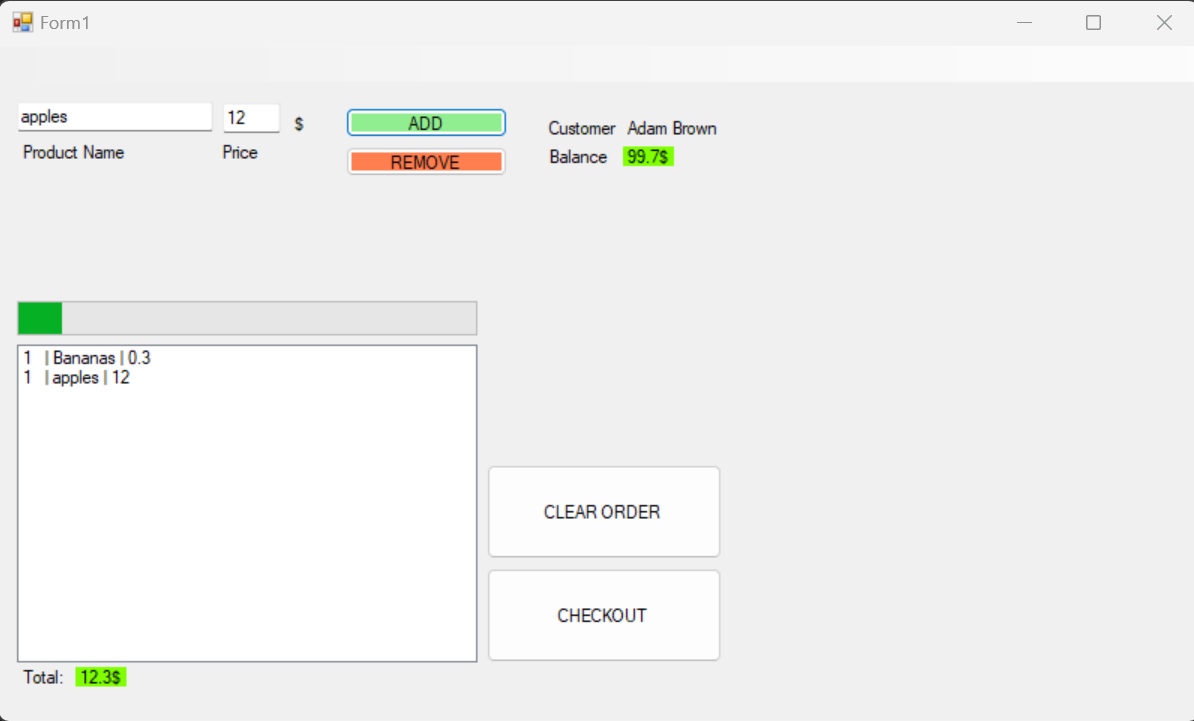 Form1
apples 12 $ ADD
Product Name Price REMOVE
Customer Adam Brown
Balance 99.7$
1 | Bananas | 0.3
1 | apples | 12
CLEAR ORDER
CHECKOUT
Total: 12.3$